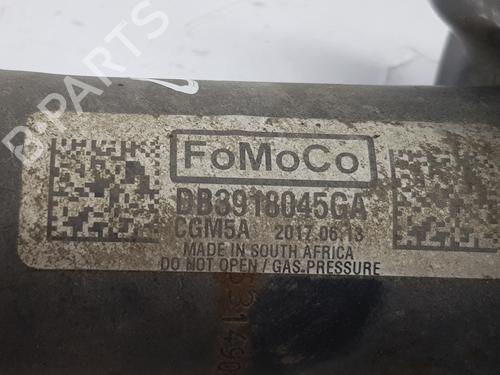 B-PARTS
FoMoCo
DB3918045GA
CGM5A 2017.06.13
MADE IN SOUTH AFRICA
DO NOT OPEN / GAS PRESSURE